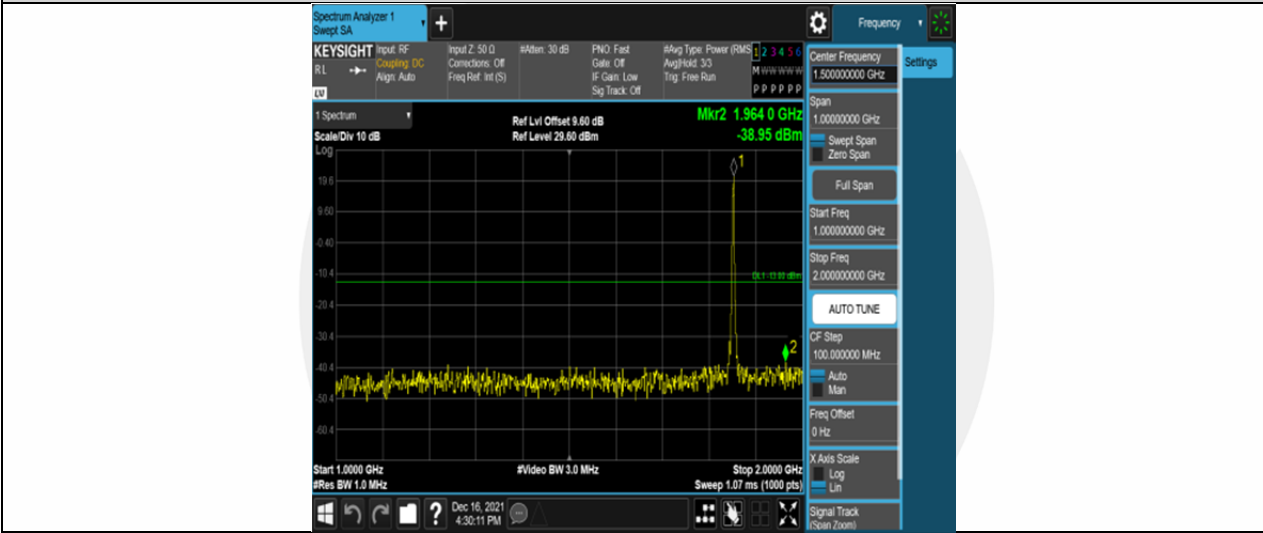 Spectrum Analyzer 1
Swept SA
+
Frequency
KEYSIGHT
Input: RF
Coupling: DC
Align: Auto
Input Z: 50 Ω
Corrections: Off
Freq Ref: Int (S)
#Atten: 30 dB
PNO: Fast
Gate: Off
IF Gain: Low
Sig Track: Off
#Avg Type: Power (RMS
Avg|Hold: 3/3
Trig: Free Run
1 2 3 4 5 6
M W W W W W
P P P P P P
RL
LV
1 Spectrum
Scale/Div 10 dB
Ref Lvl Offset 9.60 dB
Ref Level 29.60 dBm
Mkr2 1.964 0 GHz
-38.95 dBm
Log
19.6
9.60
-0.40
-10.4
-20.4
-30.4
-40.4
-50.4
-60.4
1
DL1 -13.00 dBm
2
Start 1.0000 GHz
#Res BW 1.0 MHz
#Video BW 3.0 MHz
Stop 2.0000 GHz
Sweep 1.07 ms (1000 pts)
?
Dec 16, 2021
4:30:11 PM
Center Frequency
1.500000000 GHz
Settings
Span
1.00000000 GHz
Swept Span
Zero Span
Full Span
Start Freq
1.000000000 GHz
Stop Freq
2.000000000 GHz
AUTO TUNE
CF Step
100.000000 MHz
Auto
Man
Freq Offset
0 Hz
X Axis Scale
Log
Lin
Signal Track
(Span Zoom)